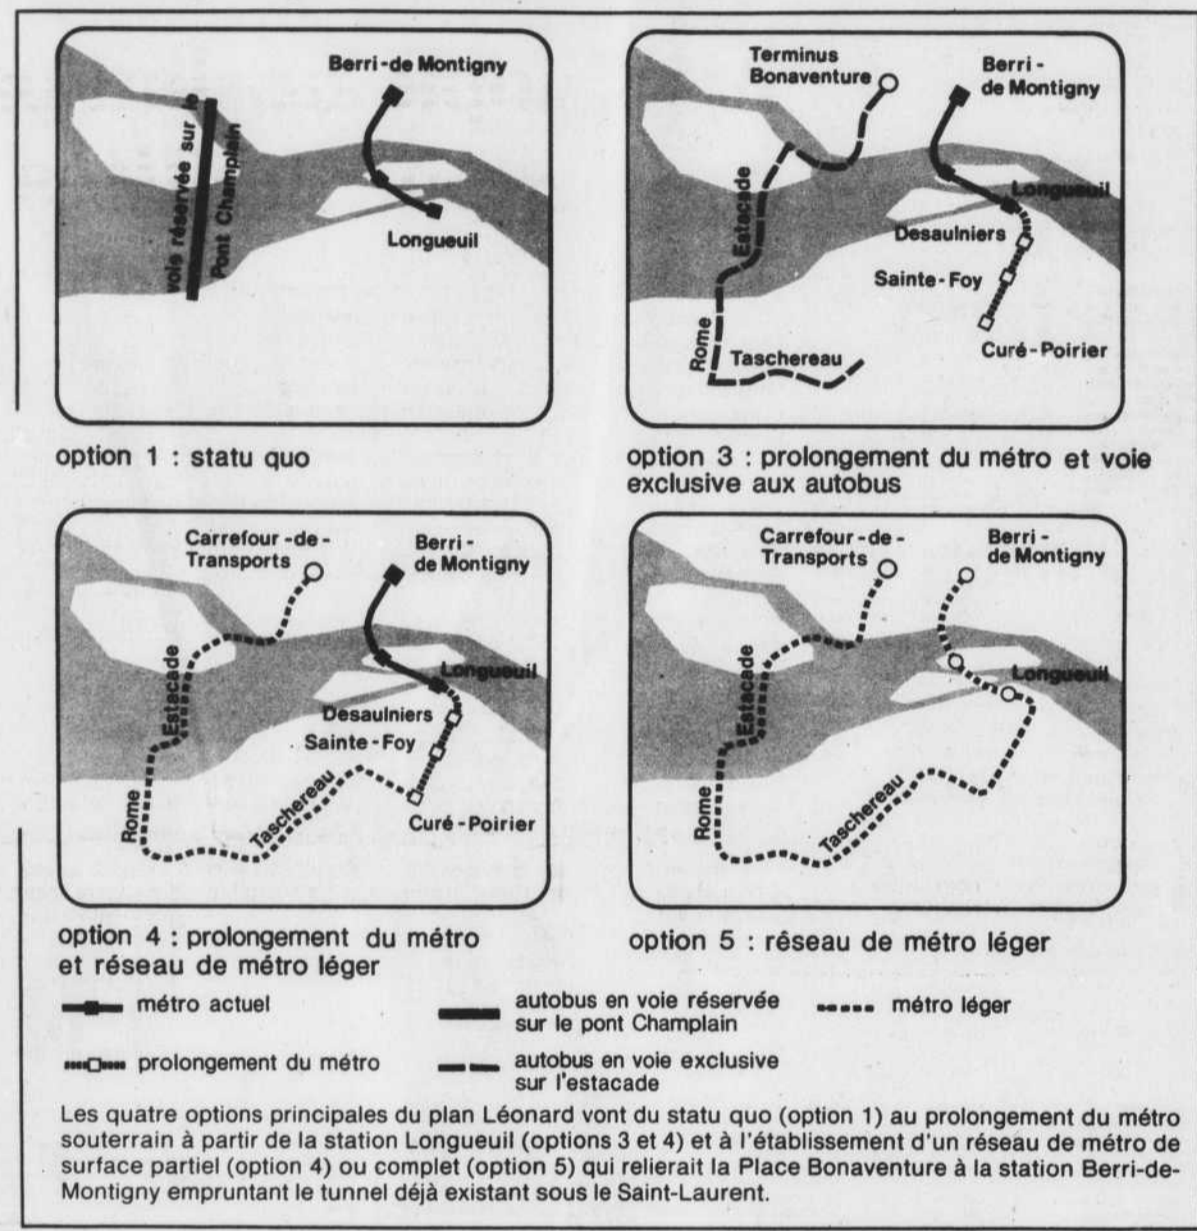 Berri-de Montigny
voie réservée sur le
Pont Champlain
Longueuil
option 1 : statu quo
Terminus
Bonaventure
Berri -
de Montigny
Longueuil
Estacade
Desaulniers
Sainte-Foy
Rome
Taschereau
Curé-Poirier
option 3 : prolongement du métro et voie
exclusive aux autobus
Carrefour -de-
Transports
Berri -
de Montigny
Estacade
Longueuil
Desaulniers
Sainte-Foy
Rome
Taschereau
Curé-Poirier
option 4 : prolongement du métro
et réseau de métro léger
Carrefour -de-
Transports
Berri -
de Montigny
Estacade
Longueuil
Rome
Taschereau
option 5 : réseau de métro léger
métro actuel
autobus en voie réservée
sur le pont Champlain
métro léger
prolongement du métro
autobus en voie exclusive
sur l'estacade
Les quatre options principales du plan Léonard vont du statu quo (option 1) au prolongement du métro
souterrain à partir de la station Longueuil (options 3 et 4) et à l'établissement d'un réseau de métro de
surface partiel (option 4) ou complet (option 5) qui relierait la Place Bonaventure à la station Berri-de-
Montigny empruntant le tunnel déjà existant sous le Saint-Laurent.